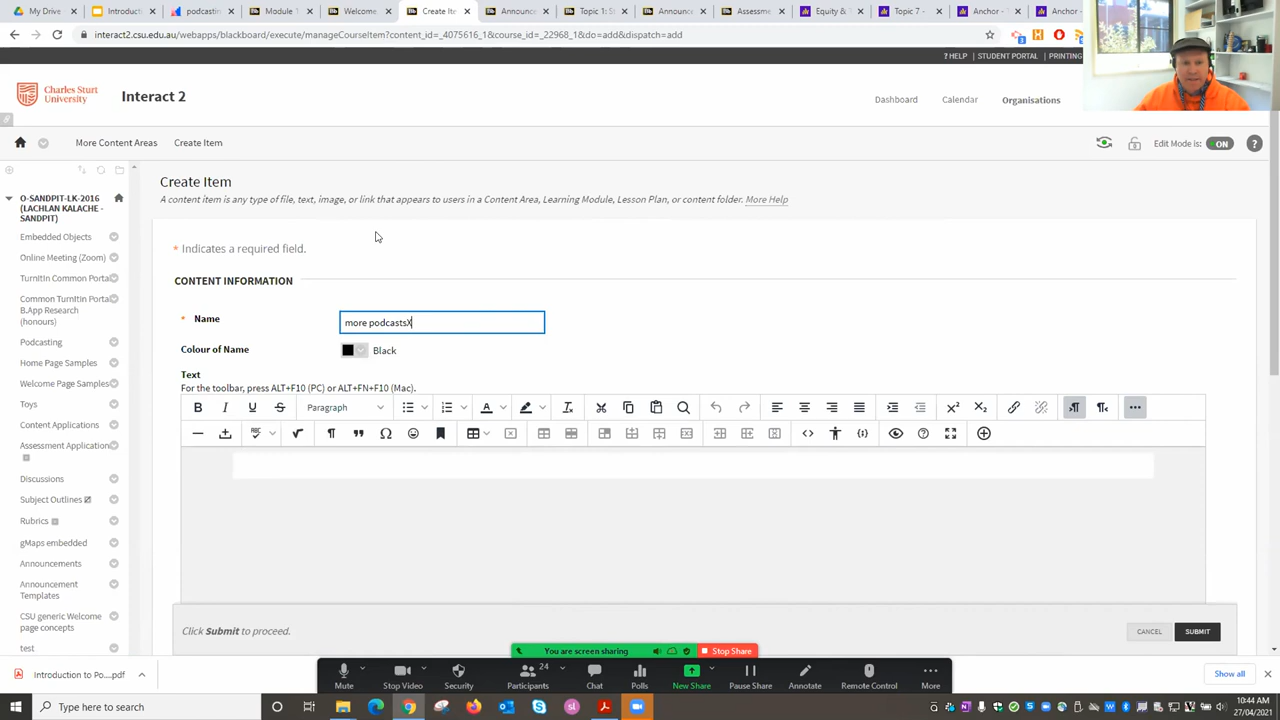 My Drive
Introducti
podcastin
Module 1
Welcome
Create Ite
Announc
Topic 1: S
Announc
Assessme
Equity & T
Topic 7 -
Anchor -
Anchor -
interact2.csu.edu.au/webapps/blackboard/execute/manageCourseItem?content_id=_4075616_1&course_id=_22968_1&do=add&dispatch=add
? HELP STUDENT PORTAL PRINTING
Charles Sturt
University
Interact 2
Dashboard Calendar Organisations
More Content Areas Create Item
Edit Mode is: ON ?
O-SANDPIT-LK-2016
(LACHLAN KALACHE -
SANDPIT)
Embedded Objects
Online Meeting (Zoom)
TurnitIn Common Portal
Common TurnitIn Portal
B.App Research
(honours)
Podcasting
Home Page Samples
Welcome Page Samples
Toys
Content Applications
Assessment Applications
Discussions
Subject Outlines
Rubrics
gMaps embedded
Announcements
Announcement
Templates
CSU generic Welcome
page concepts
test
Create Item
A content item is any type of file, text, image, or link that appears to users in a Content Area, Learning Module, Lesson Plan, or content folder. More Help
* Indicates a required field.
CONTENT INFORMATION
* Name
more podcastsX
Colour of Name
Black
Text
For the toolbar, press ALT+F10 (PC) or ALT+FN+F10 (Mac).
Paragraph
Click Submit to proceed.
CANCEL SUBMIT
You are screen sharing
Stop Share
24
Mute
Stop Video
Security
Participants
Chat
Polls
New Share
Pause Share
Annotate
Remote Control
More
Introduction to Po....pdf
Show all
Type here to search
10:44 AM
27/04/2021